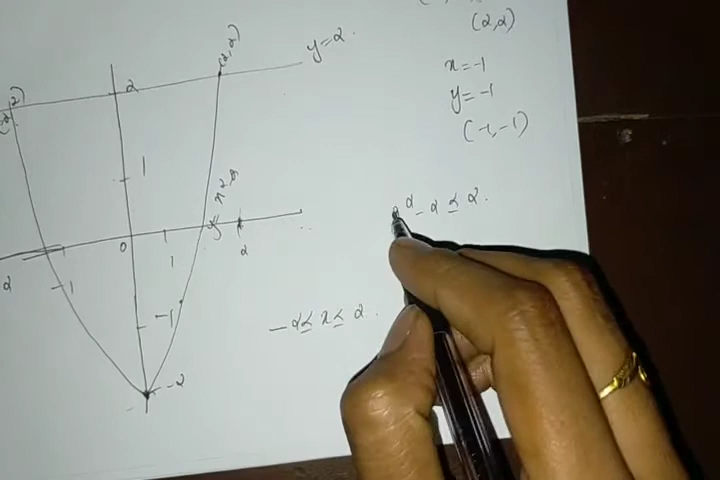 (2,2)
y=2.
(2,2)
2
x=-1
y=-1
(-1,-1)
1
y=x²-2
x²-2≤2.
0
1
2
2
-1
-1
-2≤x≤2.
-2